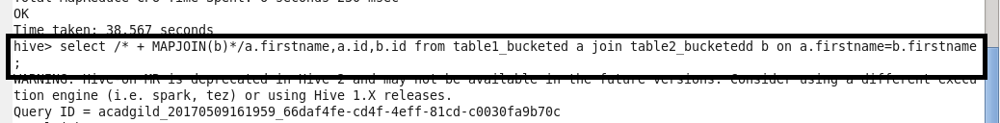 total MapReduce CPU Time Spent: 6 seconds 250 msec
OK
Time taken: 38.567 seconds
hive> select /* + MAPJOIN(b)*/a.firstname,a.id,b.id from table1_bucketed a join table2_bucketedd b on a.firstname=b.firstname
;
WARNING: Hive-on-MR is deprecated in Hive 2 and may not be available in the future versions. Consider using a different execu
tion engine (i.e. spark, tez) or using Hive 1.X releases.
Query ID = acadgild_20170509161959_66daf4fe-cd4f-4eff-81cd-c0030fa9b70c